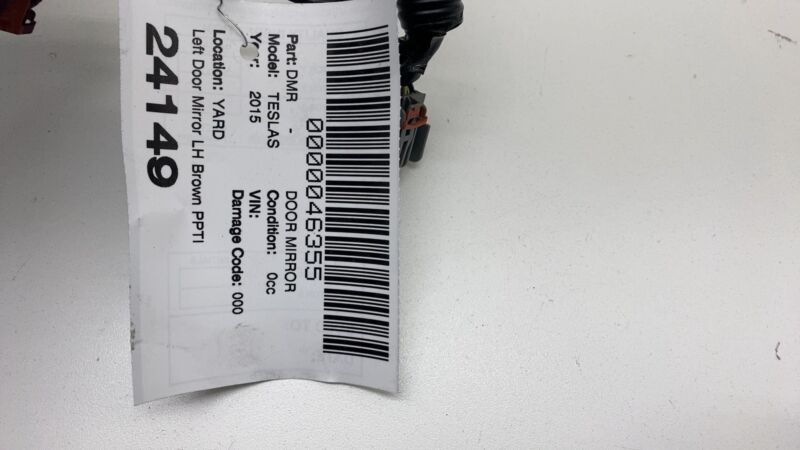 0000046355
Part: DMR - DOOR MIRROR
Model: TESLAS Condition: 0cc
2015 VIN:
Damage Code: 000
Location: YARD
Left Door Mirror LH Brown PPTI
24149